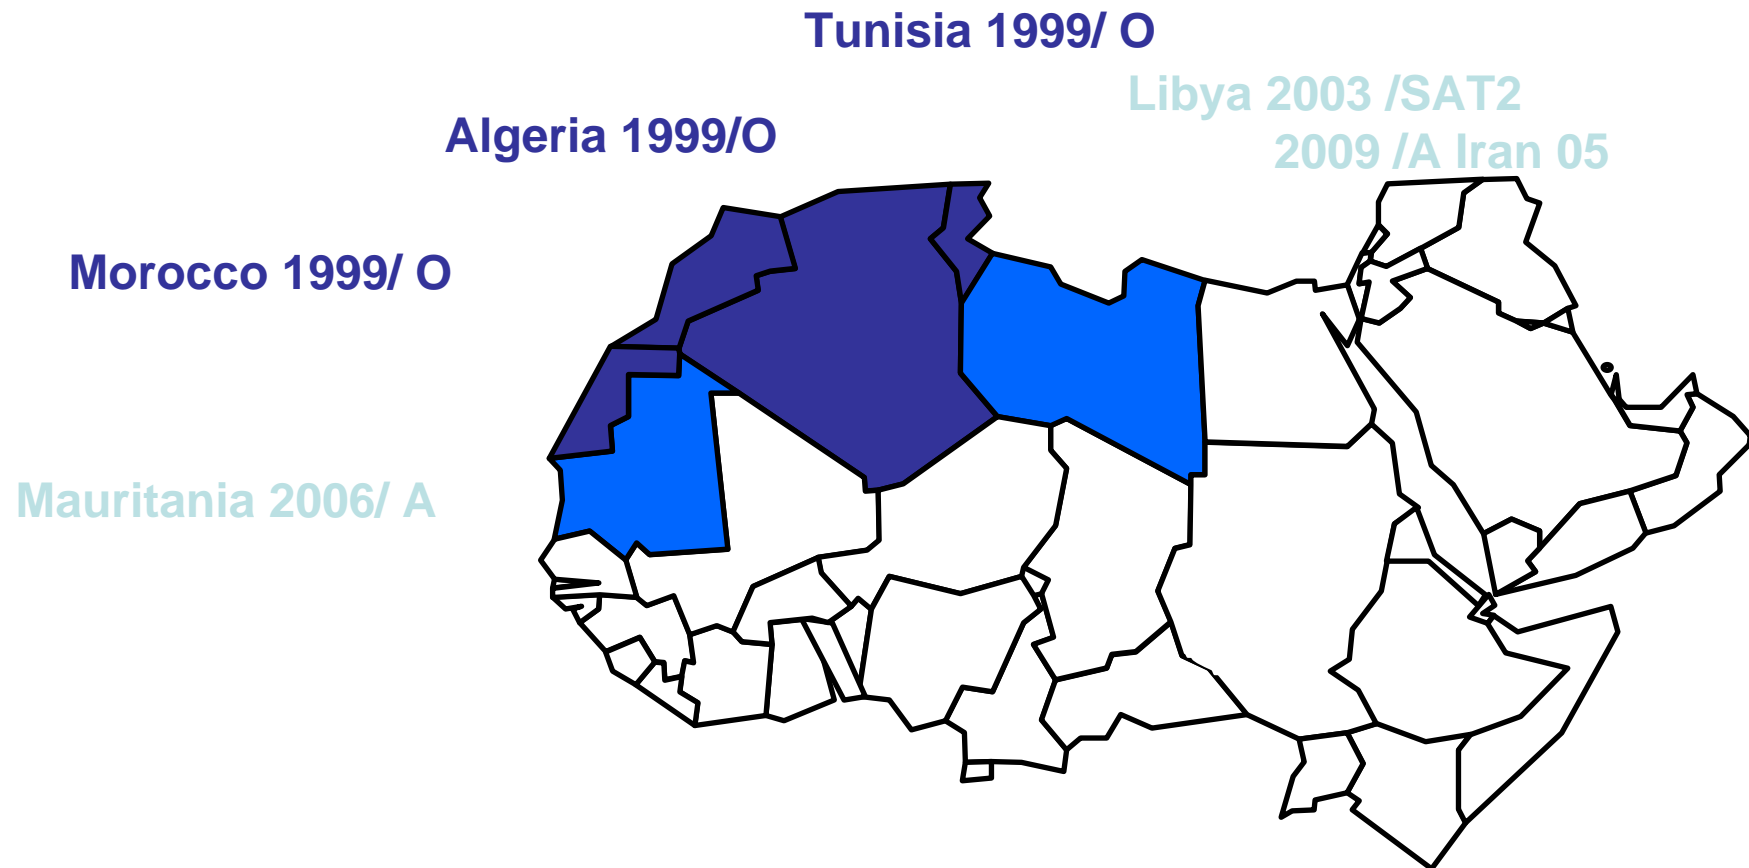 Tunisia 1999/ O
Libya 2003 /SAT2
2009 /A Iran 05
Algeria 1999/O
Morocco 1999/ O
Mauritania 2006/ A